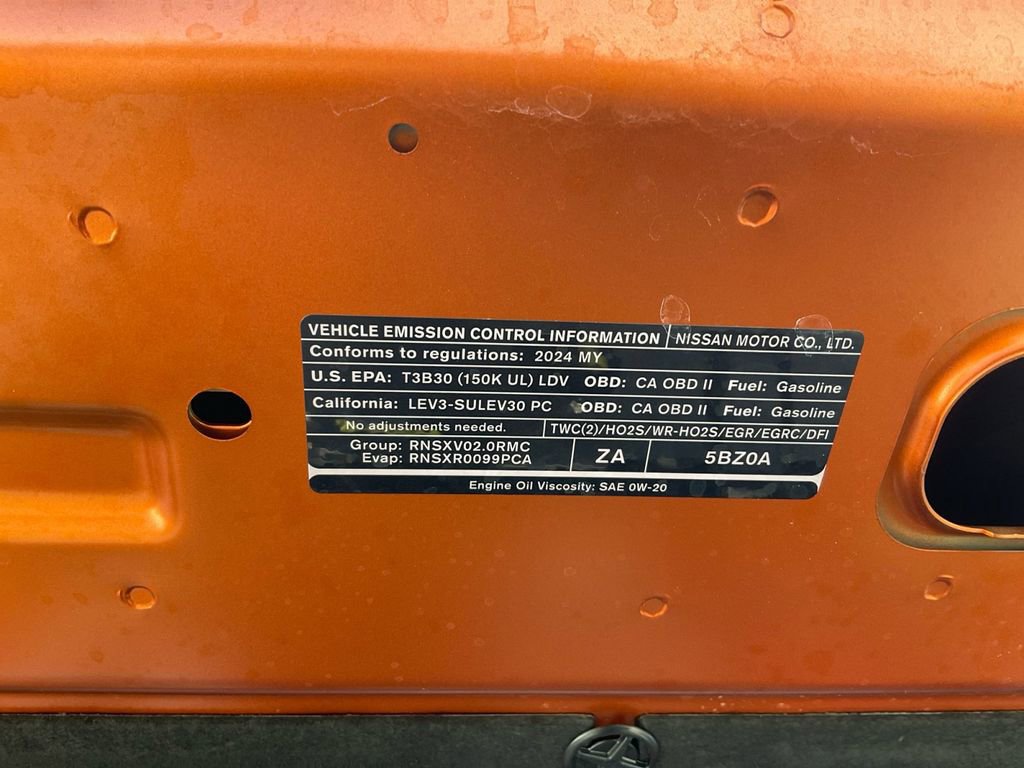 VEHICLE EMISSION CONTROL INFORMATION NISSAN MOTOR CO., LTD.
Conforms to regulations: 2024 MY
U.S. EPA: T3B30 (150K UL) LDV OBD: CA OBD II Fuel: Gasoline
California: LEV3-SULEV30 PC OBD: CA OBD II Fuel: Gasoline
No adjustments needed. TWC(2)/HO2S/WR-HO2S/EGR/EGRC/DFI
Group: RNSXV02.0RMC
Evap: RNSXR0099PCA
ZA
5BZ0A
Engine Oil Viscosity: SAE 0W-20